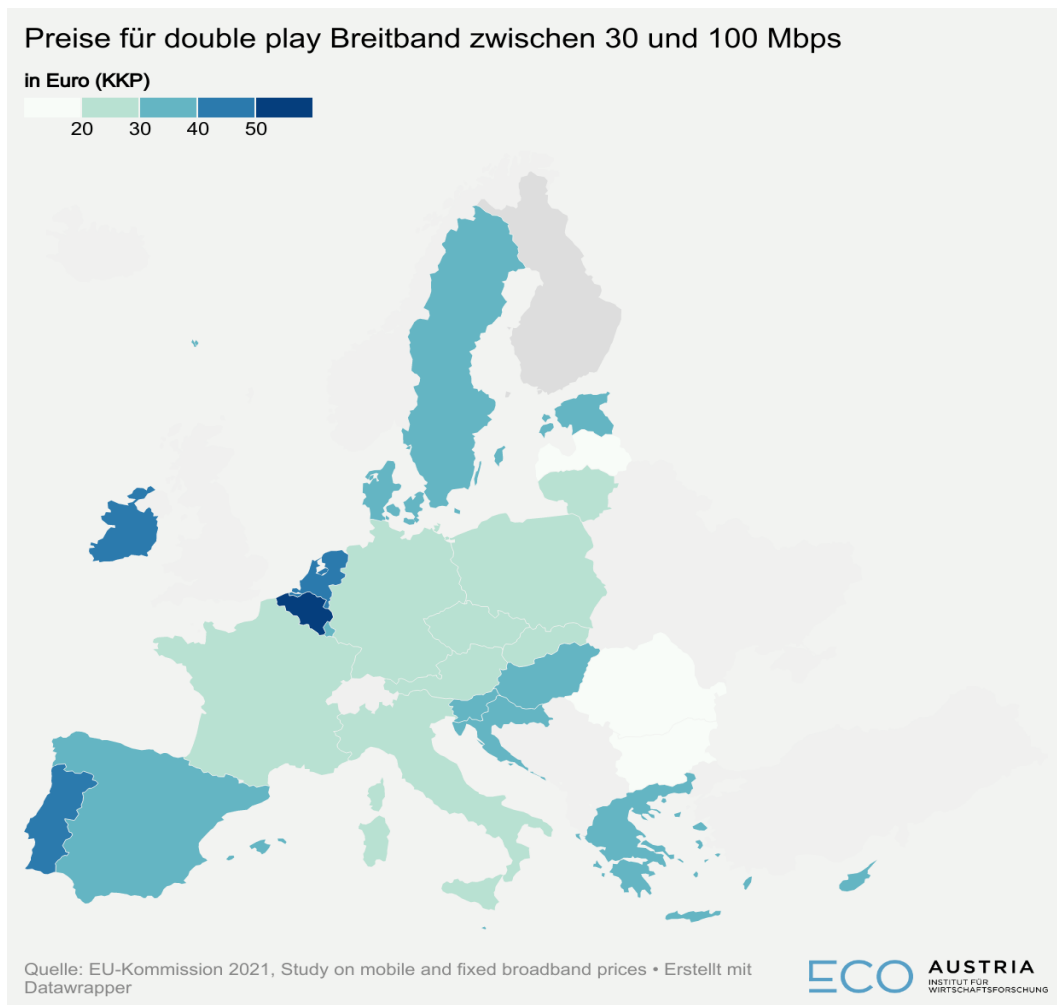 Preise für double play Breitband zwischen 30 und 100 Mbps
in Euro (KKP)
20 30 40 50
Quelle: EU-Kommission 2021, Study on mobile and fixed broadband prices • Erstellt mit
Datawrapper
ECO AUSTRIA
INSTITUT FÜR
WIRTSCHAFTSFORSCHUNG